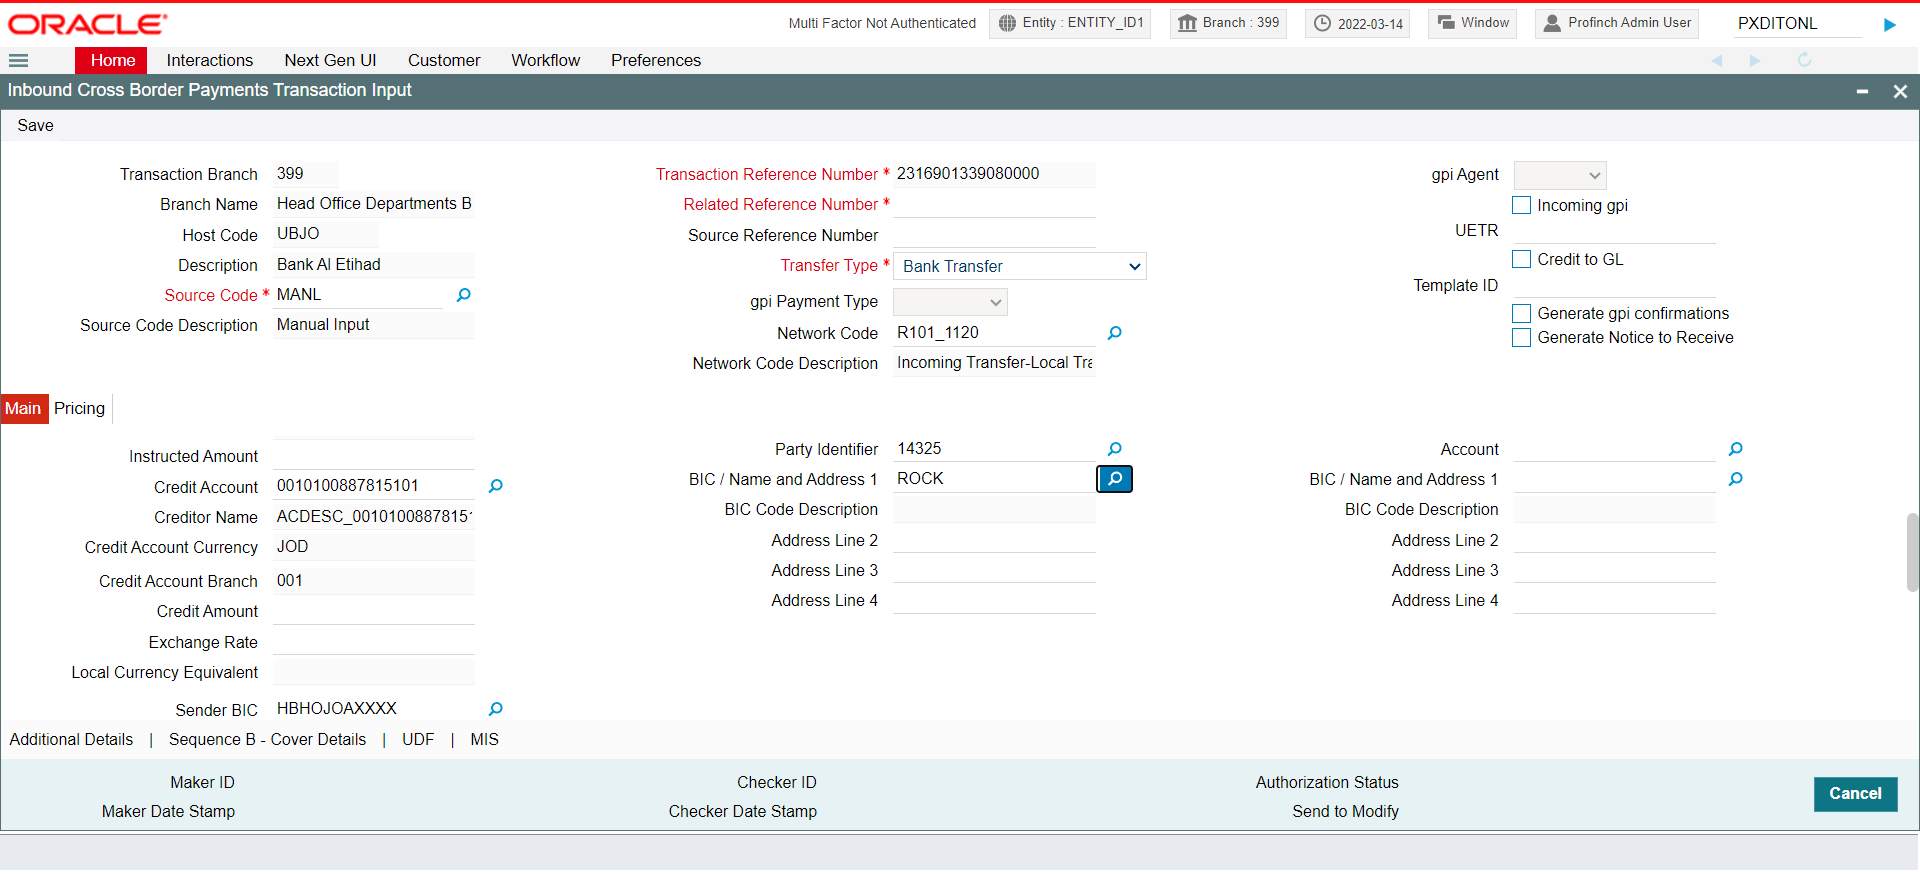 ORACLE
Multi Factor Not Authenticated
Entity : ENTITY_ID1
Branch : 399
2022-03-14
Window
Profinch Admin User
PXDITONL
Home
Interactions
Next Gen UI
Customer
Workflow
Preferences
Inbound Cross Border Payments Transaction Input
Save
Transaction Branch 399
Branch Name Head Office Departments B
Host Code UBJO
Description Bank Al Etihad
Source Code * MANL
Source Code Description Manual Input
Transaction Reference Number * 2316901339080000
Related Reference Number *
Source Reference Number
Transfer Type * Bank Transfer
gpi Payment Type
Network Code R101_1120
Network Code Description Incoming Transfer-Local Tra
gpi Agent
Incoming gpi
UETR
Credit to GL
Template ID
Generate gpi confirmations
Generate Notice to Receive
Main Pricing
Instructed Amount
Credit Account 0010100887815101
Creditor Name ACDESC_0010100887815
Credit Account Currency JOD
Credit Account Branch 001
Credit Amount
Exchange Rate
Local Currency Equivalent
Sender BIC HBHOJOAXXXX
Party Identifier 14325
BIC / Name and Address 1 ROCK
BIC Code Description
Address Line 2
Address Line 3
Address Line 4
Account
BIC / Name and Address 1
BIC Code Description
Address Line 2
Address Line 3
Address Line 4
Additional Details | Sequence B - Cover Details | UDF | MIS
Maker ID
Maker Date Stamp
Checker ID
Checker Date Stamp
Authorization Status
Send to Modify
Cancel